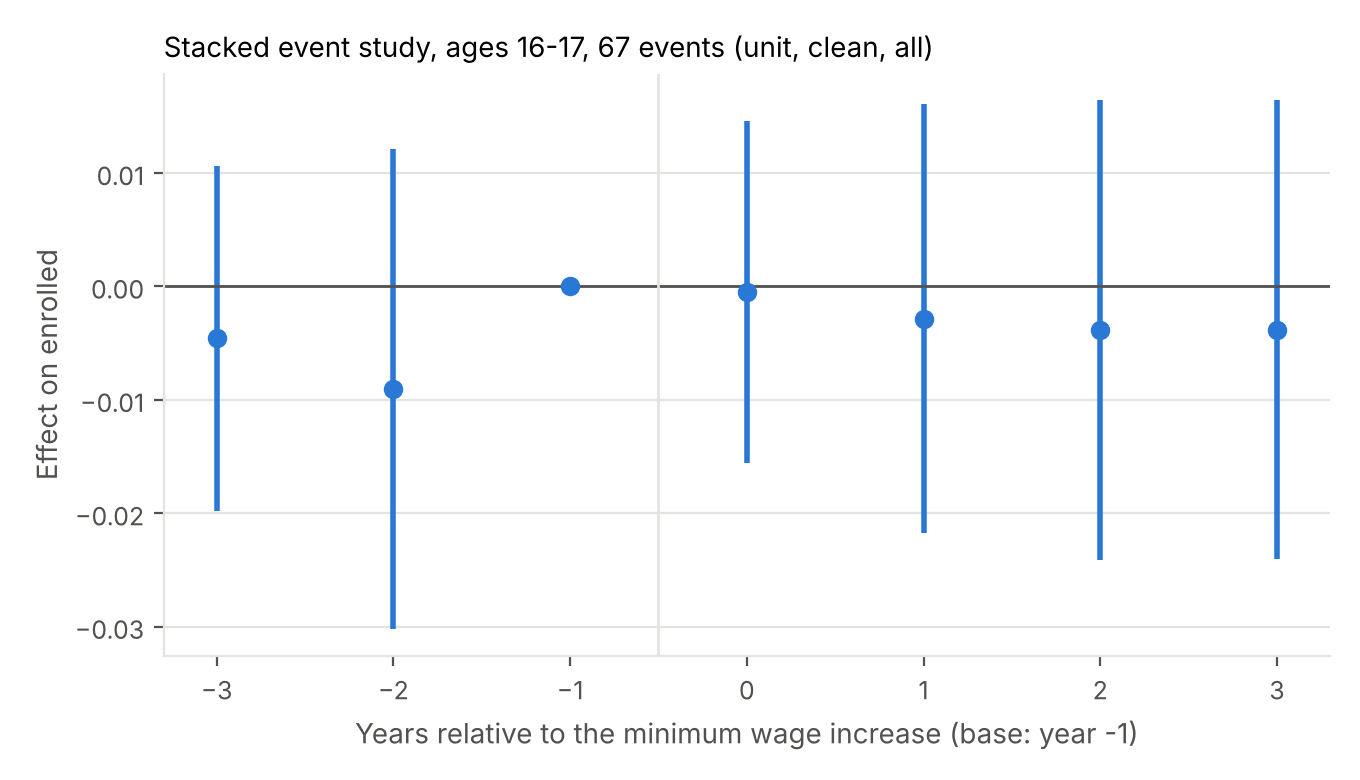 Stacked event study, ages 16-17, 67 events (unit, clean, all)
Effect on enrolled
0.01
0.00
−0.01
−0.02
−0.03
−3 −2 −1 0 1 2 3
Years relative to the minimum wage increase (base: year -1)